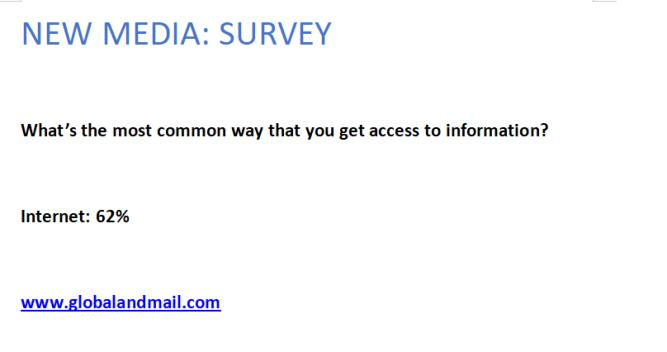 NEW MEDIA: SURVEY
What's the most common way that you get access to information?
Internet: 62%
www.globalandmail.com